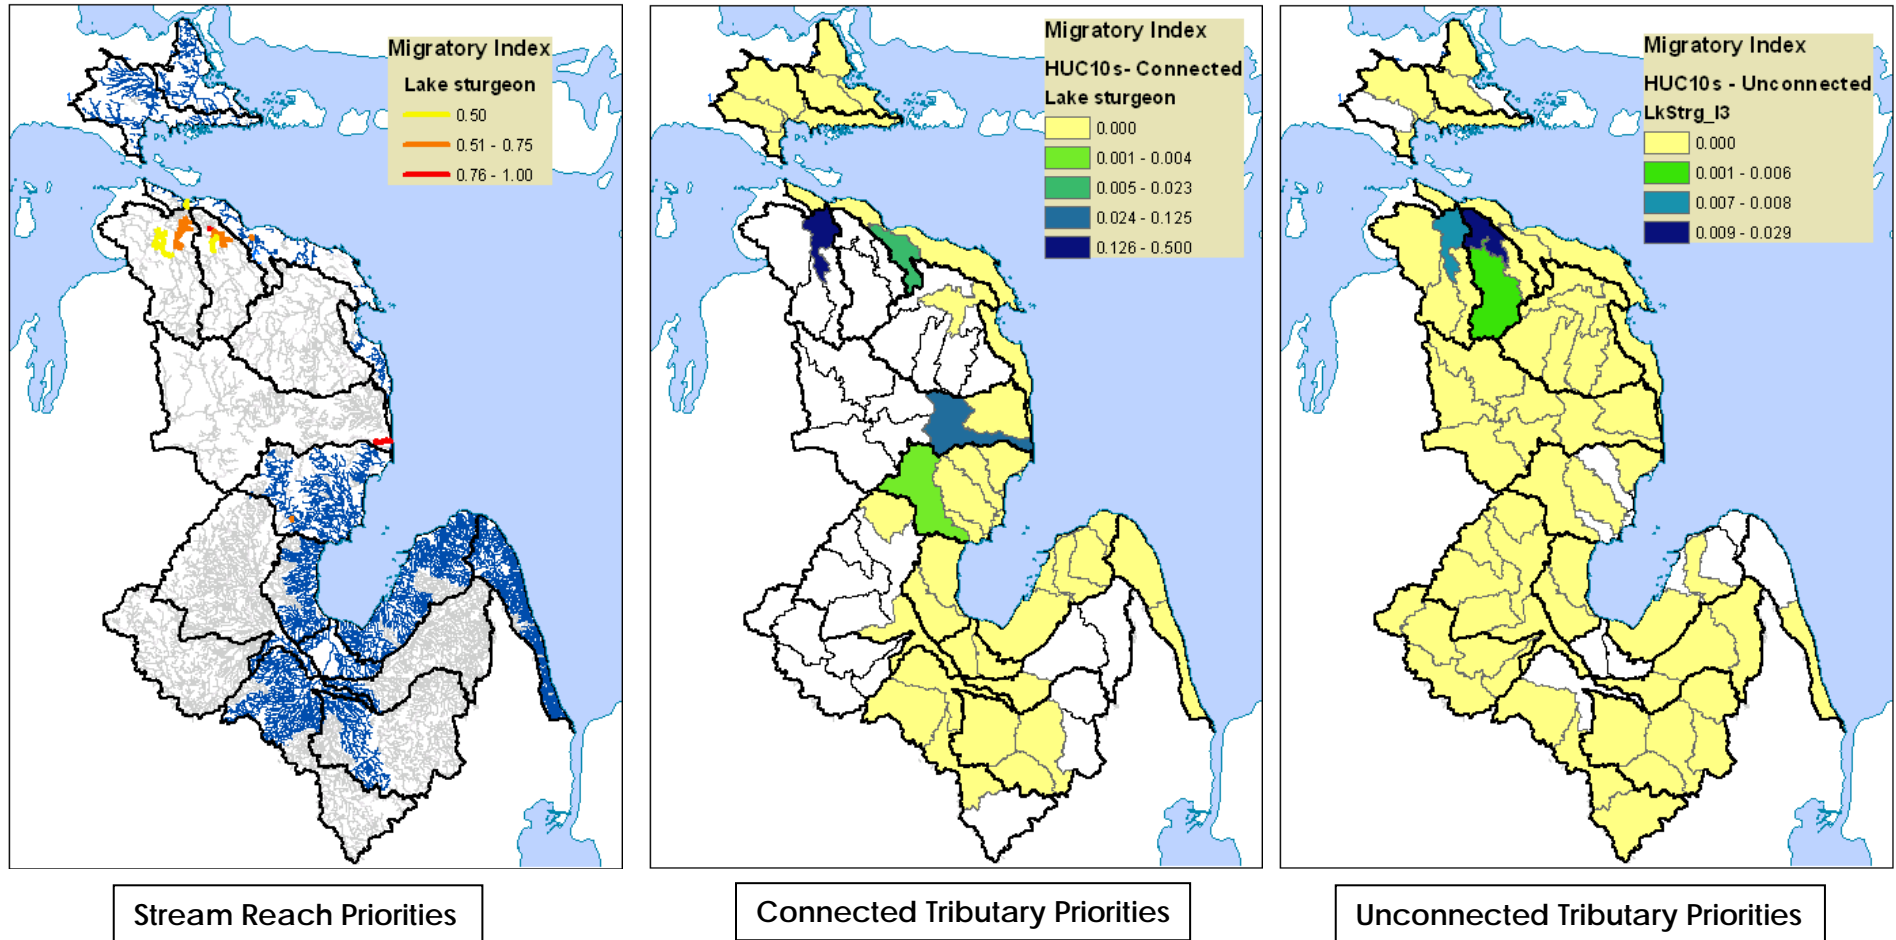 Migratory Index
Lake sturgeon
0.50
0.51 - 0.75
0.76 - 1.00
Migratory Index
HUC10s- Connected
Lake sturgeon
0.000
0.001 - 0.004
0.005 - 0.023
0.024 - 0.125
0.126 - 0.500
Migratory Index
HUC10s - Unconnected
LkStrg_I3
0.000
0.001 - 0.006
0.007 - 0.008
0.009 - 0.029
Stream Reach Priorities
Connected Tributary Priorities
Unconnected Tributary Priorities